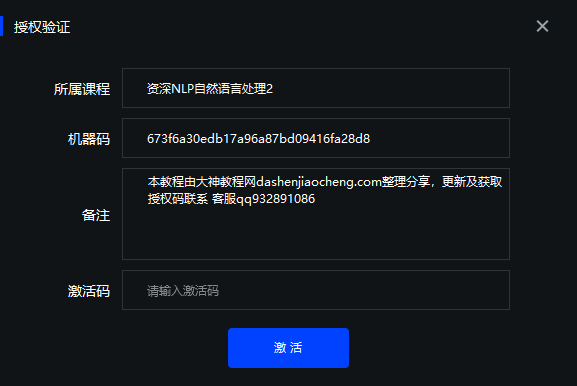 授权验证
所属课程 资深NLP自然语言处理2
机器码 673f6a30edb17a96a87bd09416fa28d8
备注 本教程由大神教程网dashenjiaocheng.com整理分享，更新及获取
授权码联系 客服qq932891086
激活码 请输入激活码
激 活